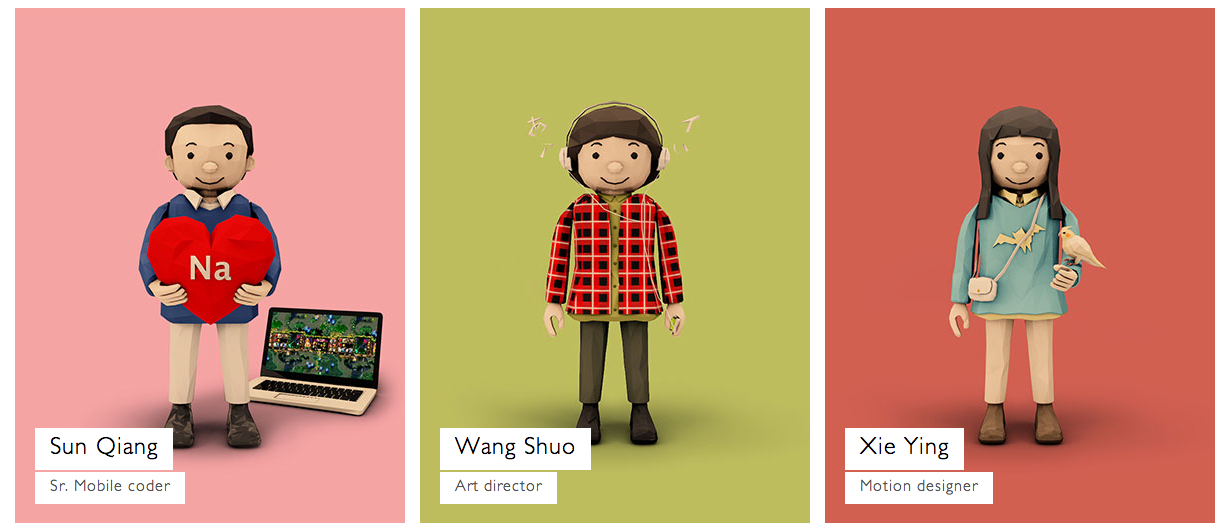 Na
あ
ア
イ
い
Sun Qiang
Sr. Mobile coder
Wang Shuo
Art director
Xie Ying
Motion designer